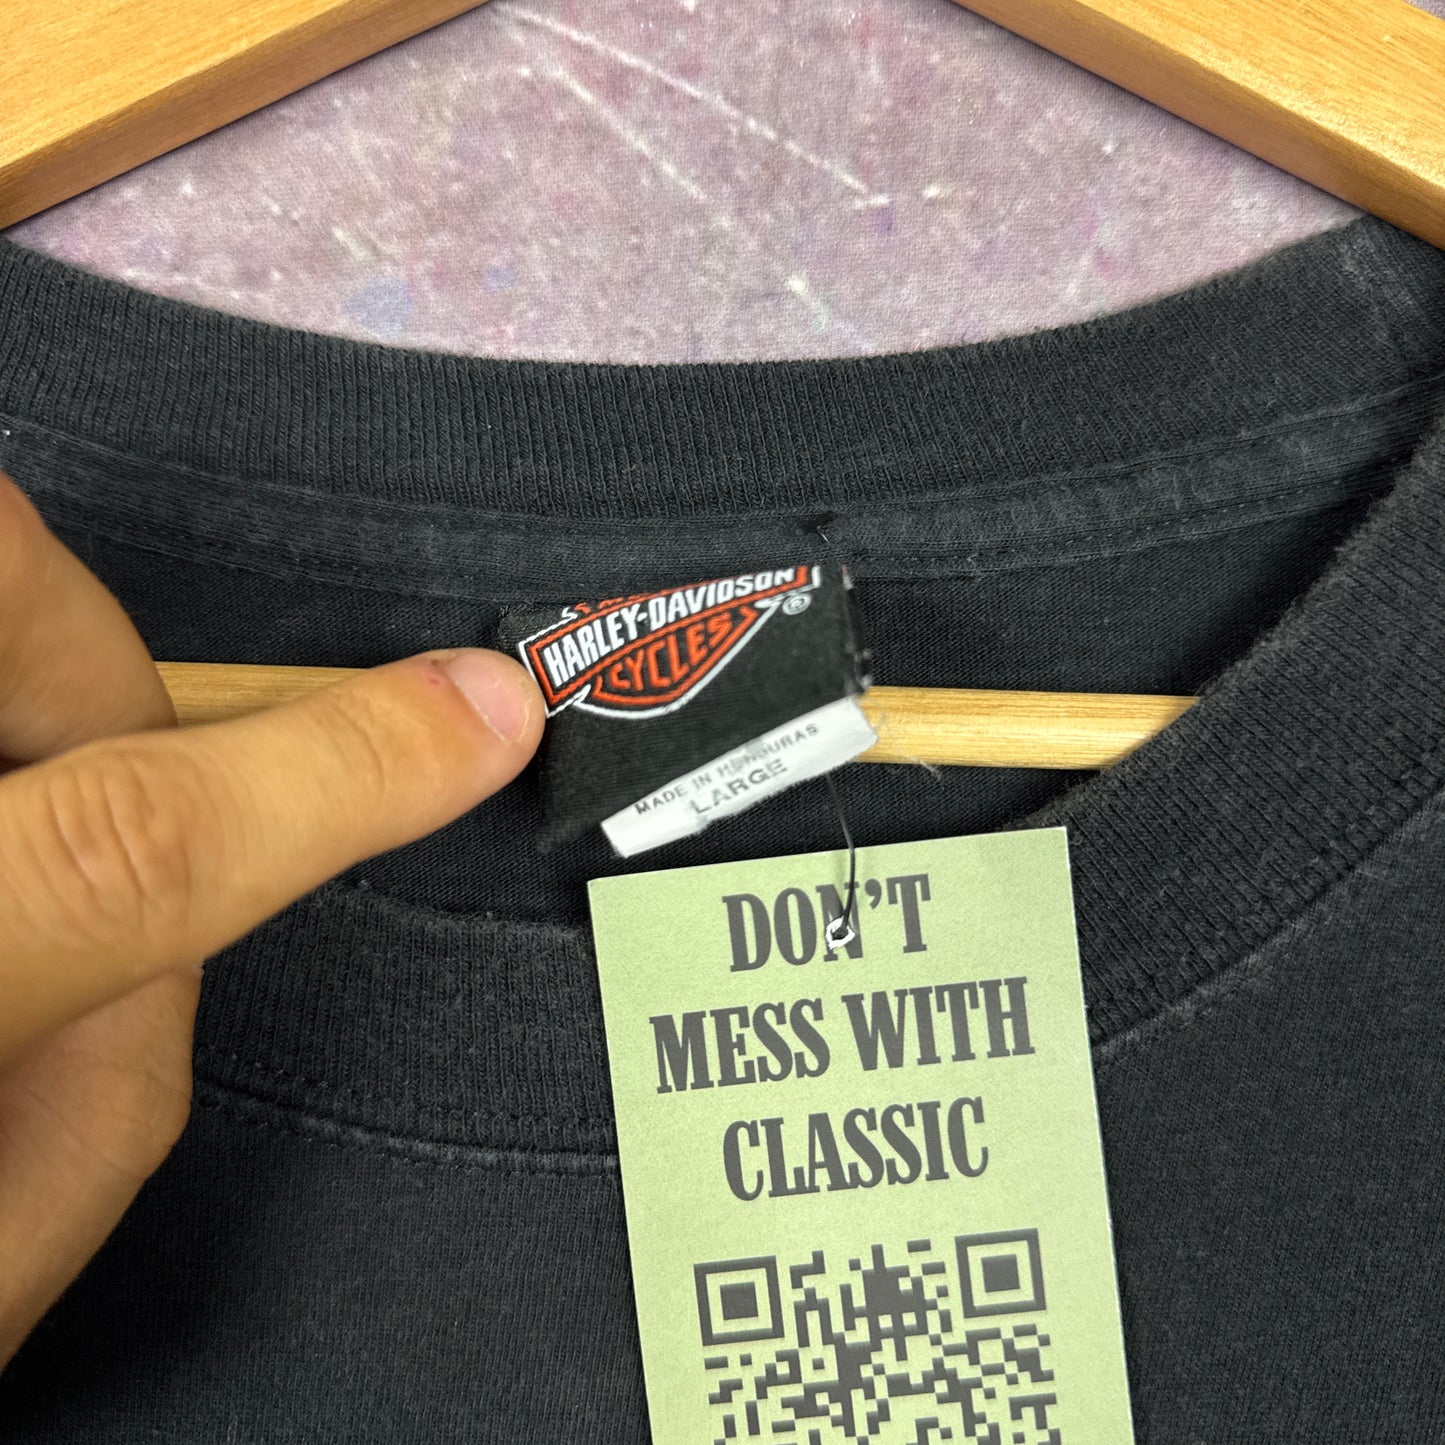 HARLEY-DAVIDSON
CYCLES
®
MADE IN HONDURAS
LARGE
DON'T
MESS WITH
CLASSIC